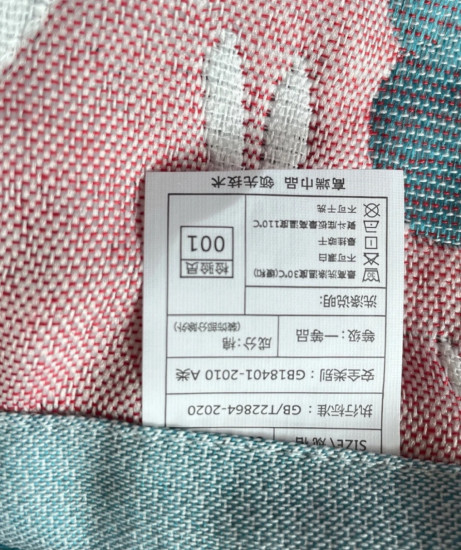 SIZE/规格
执行标准：GB/T22864-2020
安全类别：GB18401-2010 A类
等级：一等品
成分：棉
(装饰部分除外)
洗涤说明:
最高洗涤温度30℃(缓和)
不可漂白
悬挂晾干
熨斗底板最高温度110℃
不可干洗
检验员
001
高端巾品 领先技术